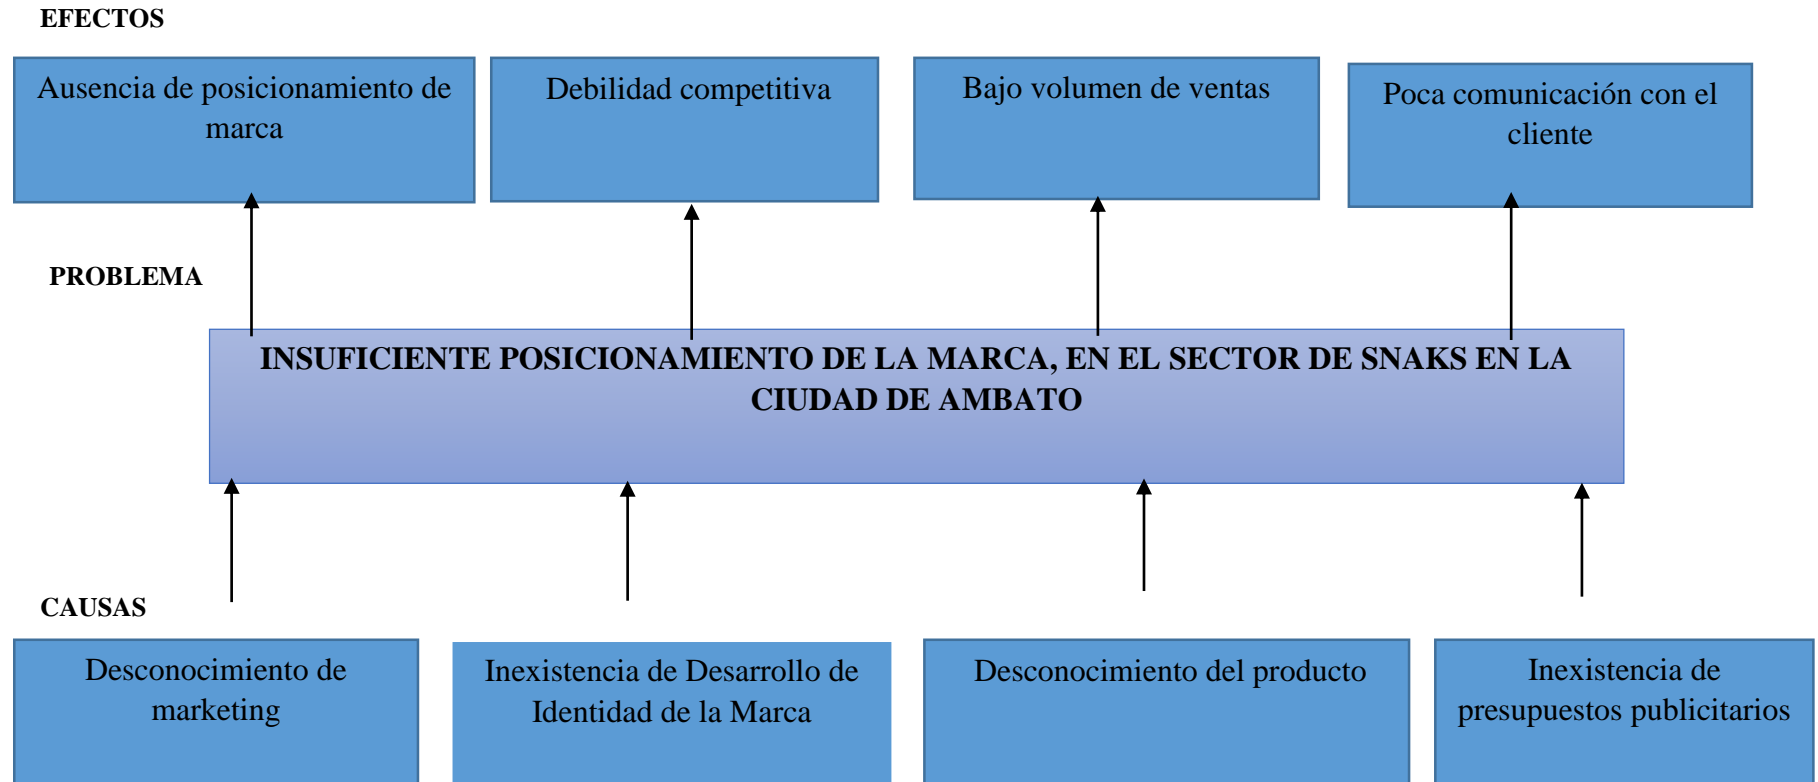 EFECTOS
Ausencia de posicionamiento de
marca
Debilidad competitiva
Bajo volumen de ventas
Poca comunicación con el
cliente
PROBLEMA
INSUFICIENTE POSICIONAMIENTO DE LA MARCA, EN EL SECTOR DE SNAKS EN LA
CIUDAD DE AMBATO
CAUSAS
Desconocimiento de
marketing
Inexistencia de Desarrollo de
Identidad de la Marca
Desconocimiento del producto
Inexistencia de
presupuestos publicitarios